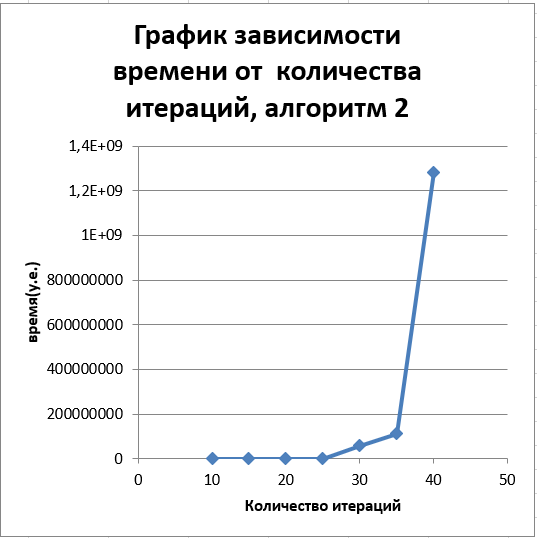 График зависимости
времени от количества
итераций, алгоритм 2
1,4E+09
1,2E+09
1E+09
800000000
600000000
400000000
200000000
0
время(у.е.)
0 10 20 30 40 50
Количество итераций